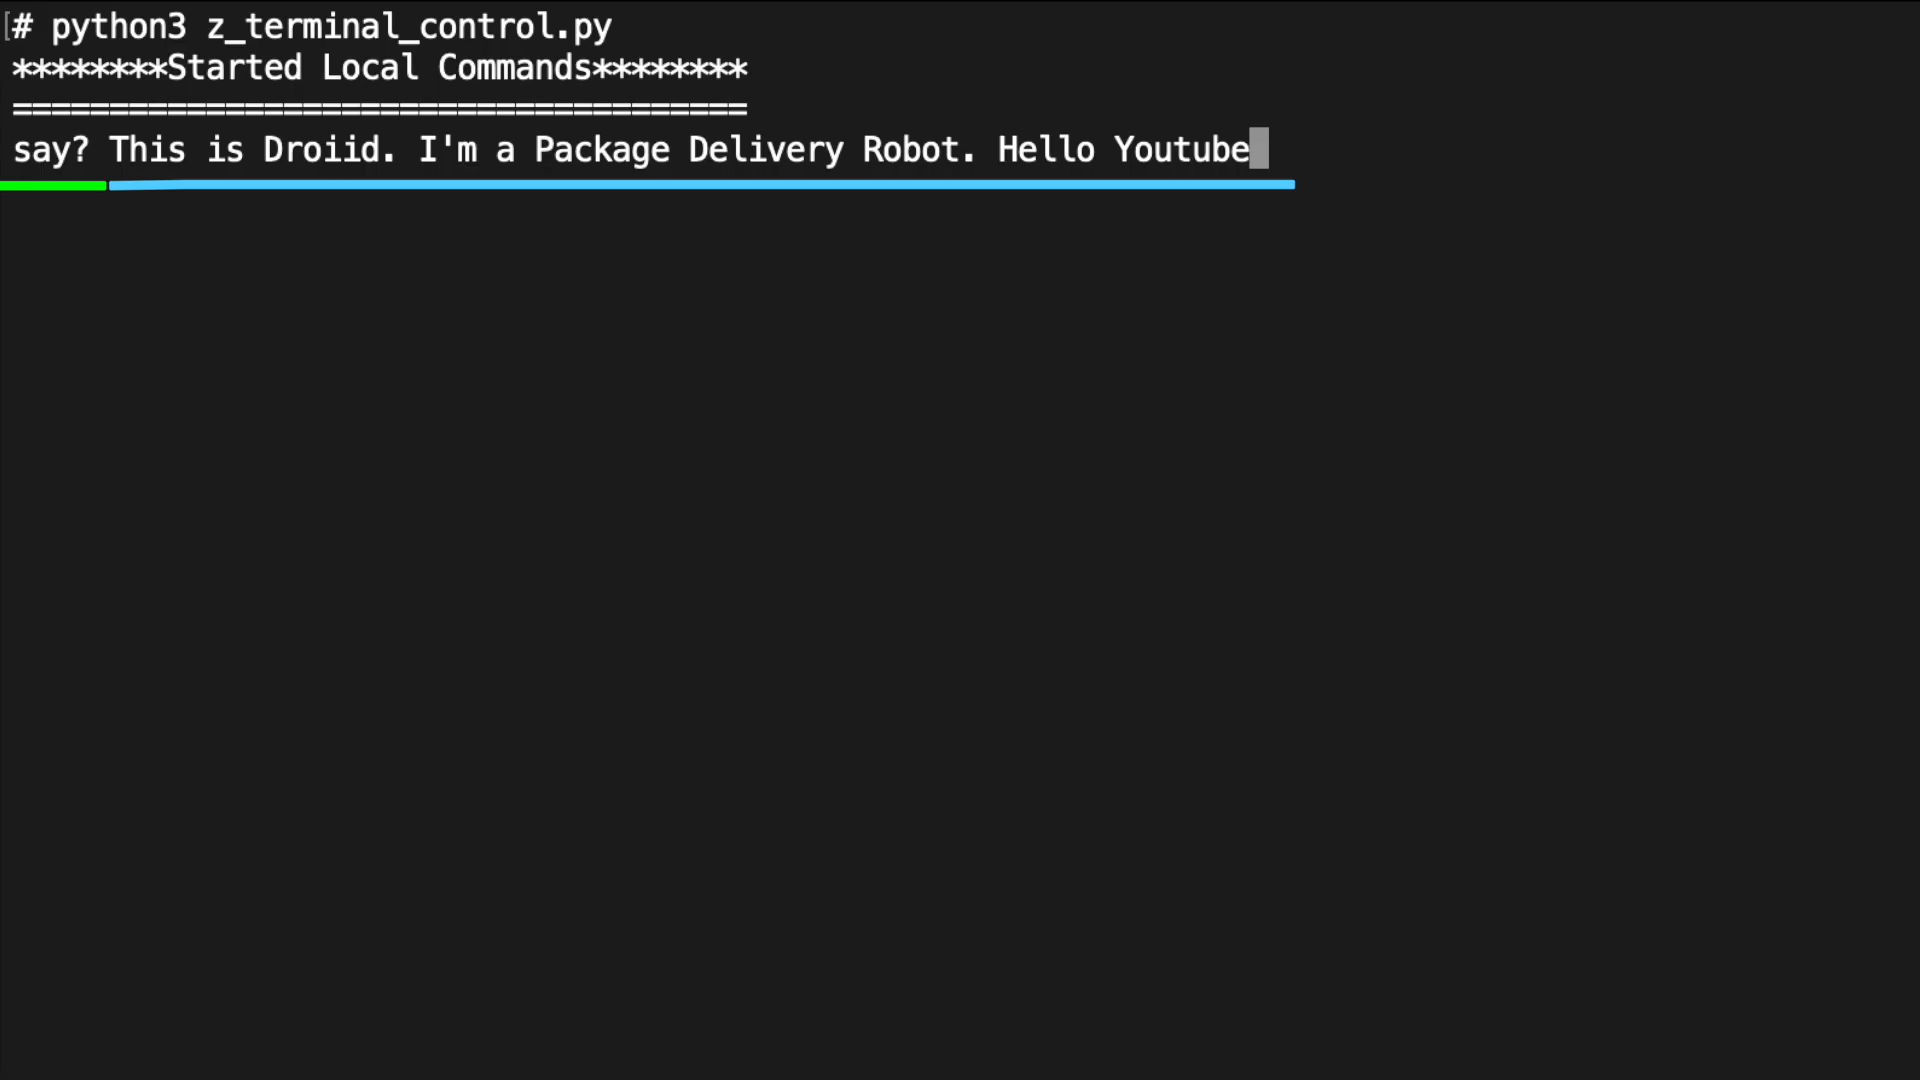 [# python3 z_terminal_control.py
********Started Local Commands********
======================================
say? This is Droiid. I'm a Package Delivery Robot. Hello Youtube